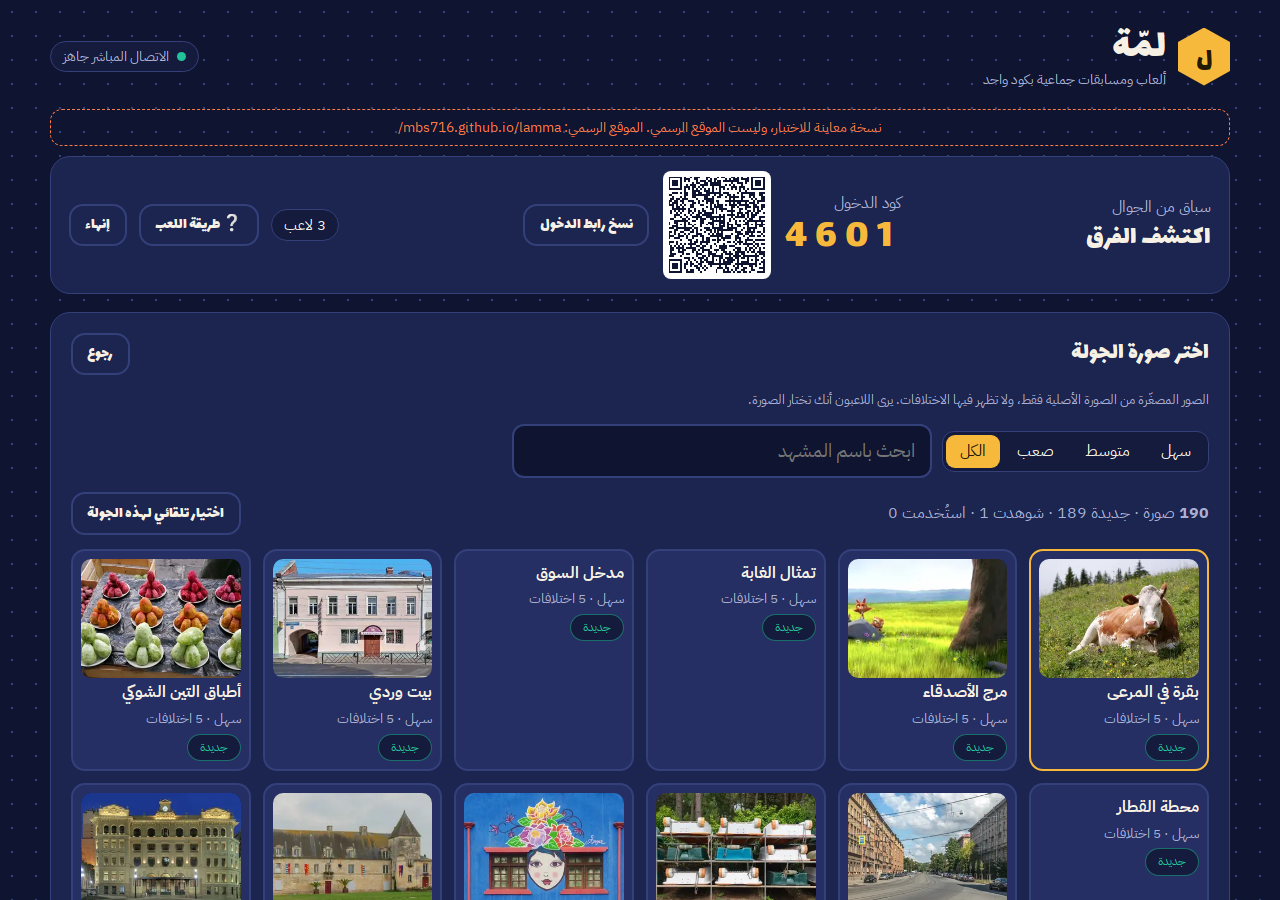 ل
لمّة
ألعاب ومسابقات جماعية بكود واحد
الاتصال المباشر جاهز
نسخة معاينة للاختبار، وليست الموقع الرسمي. الموقع الرسمي: mbs716.github.io/lamma/
سباق من الجوال
اكتشف الفرق
كود الدخول
4601
نسخ رابط الدخول
3 لاعب
❔ طريقة اللعب
إنهاء
اختر صورة الجولة
رجوع
الصور المصغّرة من الصورة الأصلية فقط، ولا تظهر فيها الاختلافات. يرى اللاعبون أنك تختار الصورة.
سهل
متوسط
صعب
الكل
ابحث باسم المشهد
190 صورة · جديدة 189 · شوهدت 1 · استُخدمت 0
اختيار تلقائي لهذه الجولة
بقرة في المرعى
سهل · 5 اختلافات
جديدة
مرج الأصدقاء
سهل · 5 اختلافات
جديدة
تمثال الغابة
سهل · 5 اختلافات
جديدة
مدخل السوق
سهل · 5 اختلافات
جديدة
بيت وردي
سهل · 5 اختلافات
جديدة
أطباق التين الشوكي
سهل · 5 اختلافات
جديدة
محطة القطار
سهل · 5 اختلافات
جديدة